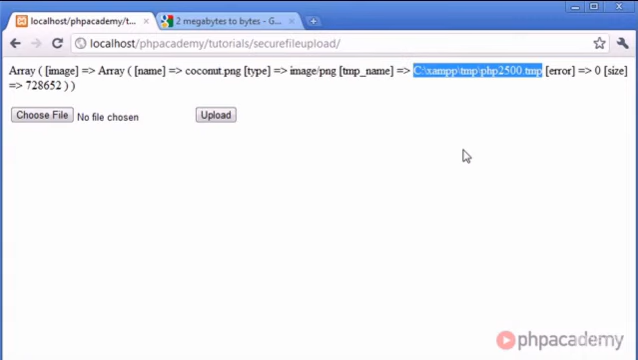 localhost/phpacademy/t...
2 megabytes to bytes - G...
localhost/phpacademy/tutorials/securefileupload/
Array ( [image] => Array ( [name] => coconut.png [type] => image/png [tmp_name] => C:\xampp\tmp\php2500.tmp [error] => 0 [size]
=> 728652 ) )
Choose File No file chosen Upload
phpacademy